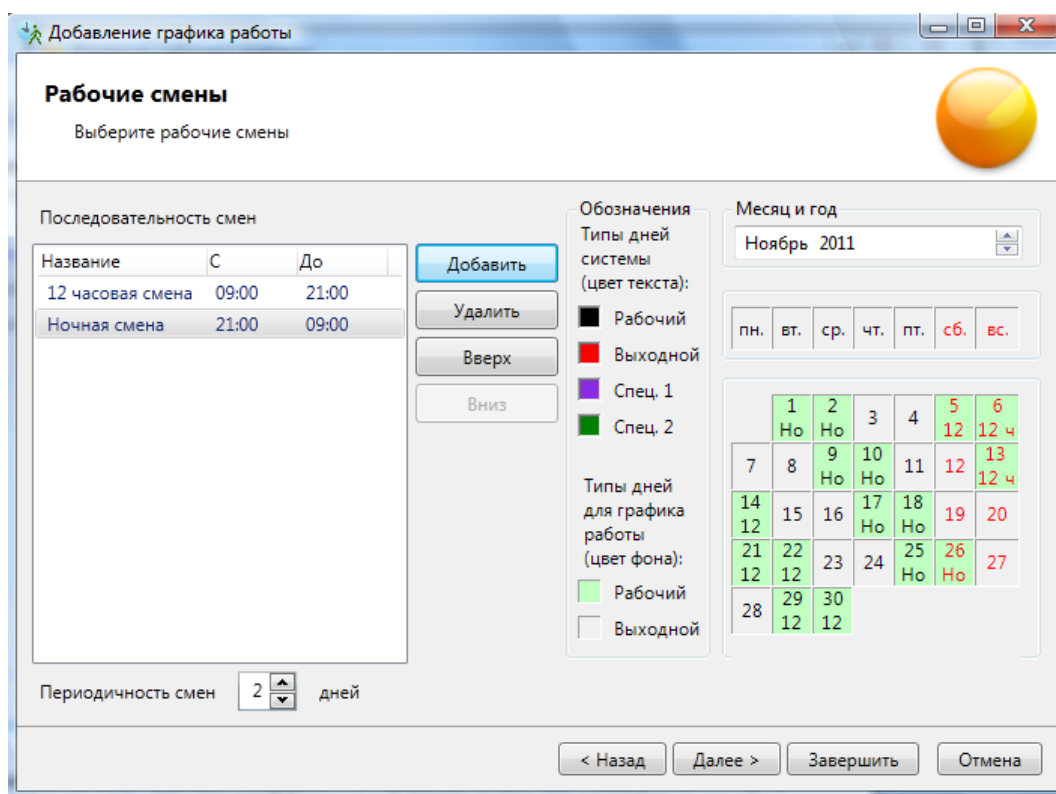 Добавление графика работы
Рабочие смены
Выберите рабочие смены
Последовательность смен
Название С До
12 часовая смена 09:00 21:00
Ночная смена 21:00 09:00
Добавить
Удалить
Вверх
Вниз
Периодичность смен 2 дней
Обозначения
Типы дней
системы
(цвет текста):
Рабочий
Выходной
Спец. 1
Спец. 2
Типы дней
для графика
работы
(цвет фона):
Рабочий
Выходной
Месяц и год
Ноябрь 2011
пн. вт. ср. чт. пт. сб. вс.
1 2 3 4 5 6
Но Но 12 12 ч
7 8 9 10 11 12 13
Но Но 12 ч
14 15 16 17 18 19 20
12 Но Но
21 22 23 24 25 26 27
12 12 Но Но
28 29 30
12 12
< Назад
Далее >
Завершить
Отмена